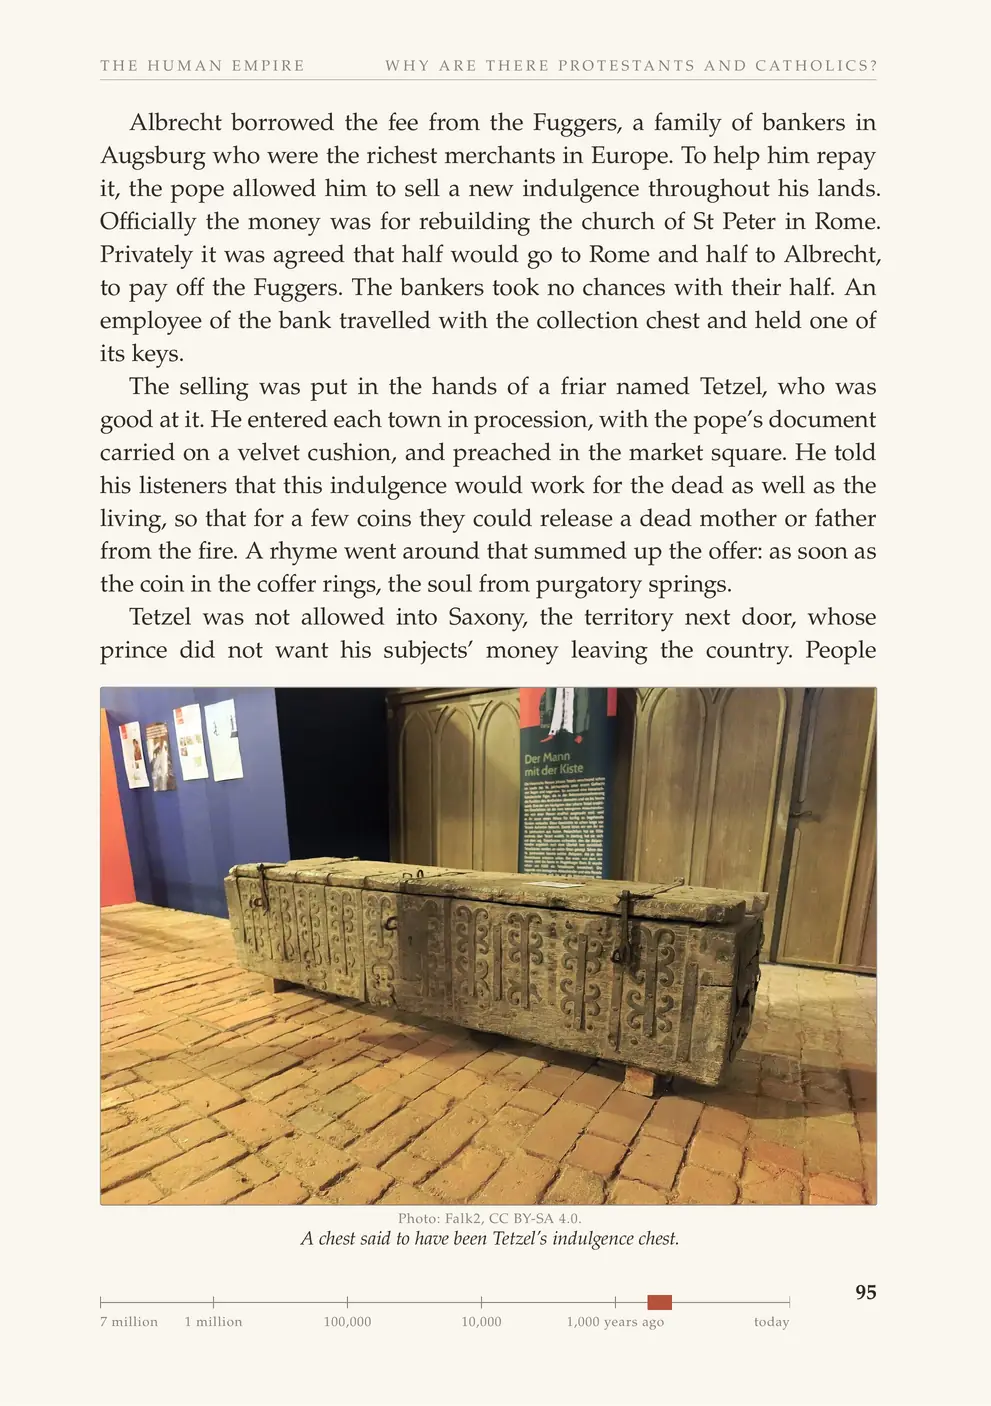 THE HUMAN EMPIRE WHY ARE THERE PROTESTANTS AND CATHOLICS?
Albrecht borrowed the fee from the Fuggers, a family of bankers in
Augsburg who were the richest merchants in Europe. To help him repay
it, the pope allowed him to sell a new indulgence throughout his lands.
Officially the money was for rebuilding the church of St Peter in Rome.
Privately it was agreed that half would go to Rome and half to Albrecht,
to pay off the Fuggers. The bankers took no chances with their half. An
employee of the bank travelled with the collection chest and held one of
its keys.
The selling was put in the hands of a friar named Tetzel, who was
good at it. He entered each town in procession, with the pope’s document
carried on a velvet cushion, and preached in the market square. He told
his listeners that this indulgence would work for the dead as well as the
living, so that for a few coins they could release a dead mother or father
from the fire. A rhyme went around that summed up the offer: as soon as
the coin in the coffer rings, the soul from purgatory springs.
Tetzel was not allowed into Saxony, the territory next door, whose
prince did not want his subjects’ money leaving the country. People
Der Mann
mit der Kiste
Photo: Falk2, CC BY-SA 4.0.
A chest said to have been Tetzel’s indulgence chest.
95
7 million 1 million 100,000 10,000 1,000 years ago today